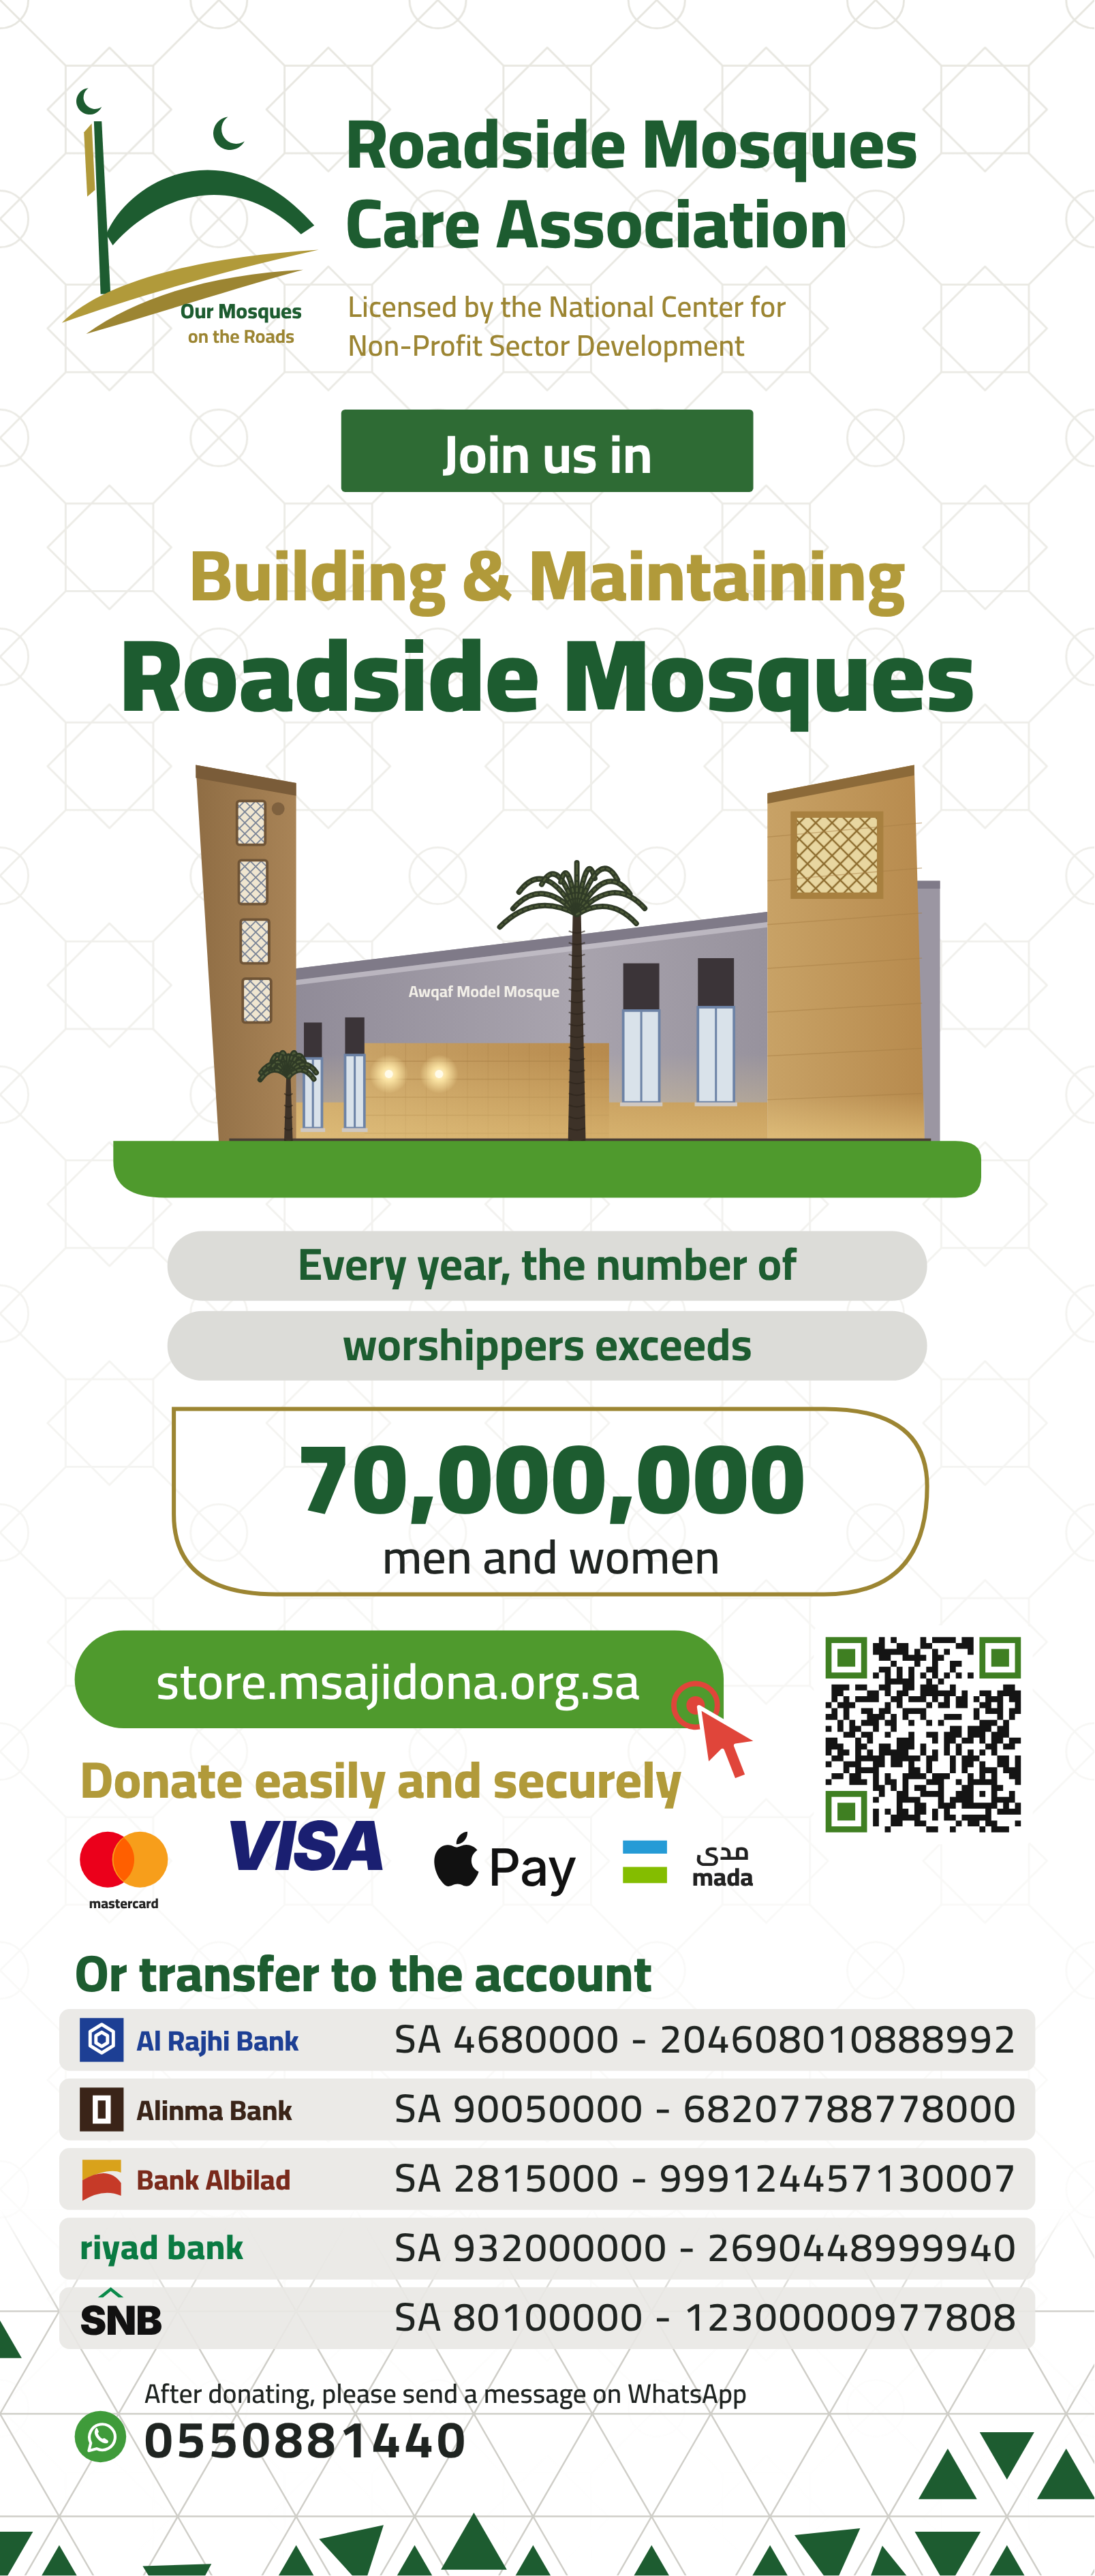 Roadside Mosques
Care Association
Our Mosques
on the Roads
Licensed by the National Center for
Non-Profit Sector Development
Join us in
Building & Maintaining
Roadside Mosques
Awqaf Model Mosque
Every year, the number of
worshippers exceeds
70,000,000
men and women
store.msajidona.org.sa
Donate easily and securely
mastercard
VISA
Pay
مدى
mada
Or transfer to the account
Al Rajhi Bank SA 4680000 - 204608010888992
Alinma Bank SA 90050000 - 68207788778000
Bank Albilad SA 2815000 - 999124457130007
riyad bank SA 932000000 - 2690448999940
SNB SA 80100000 - 12300000977808
After donating, please send a message on WhatsApp
0550881440